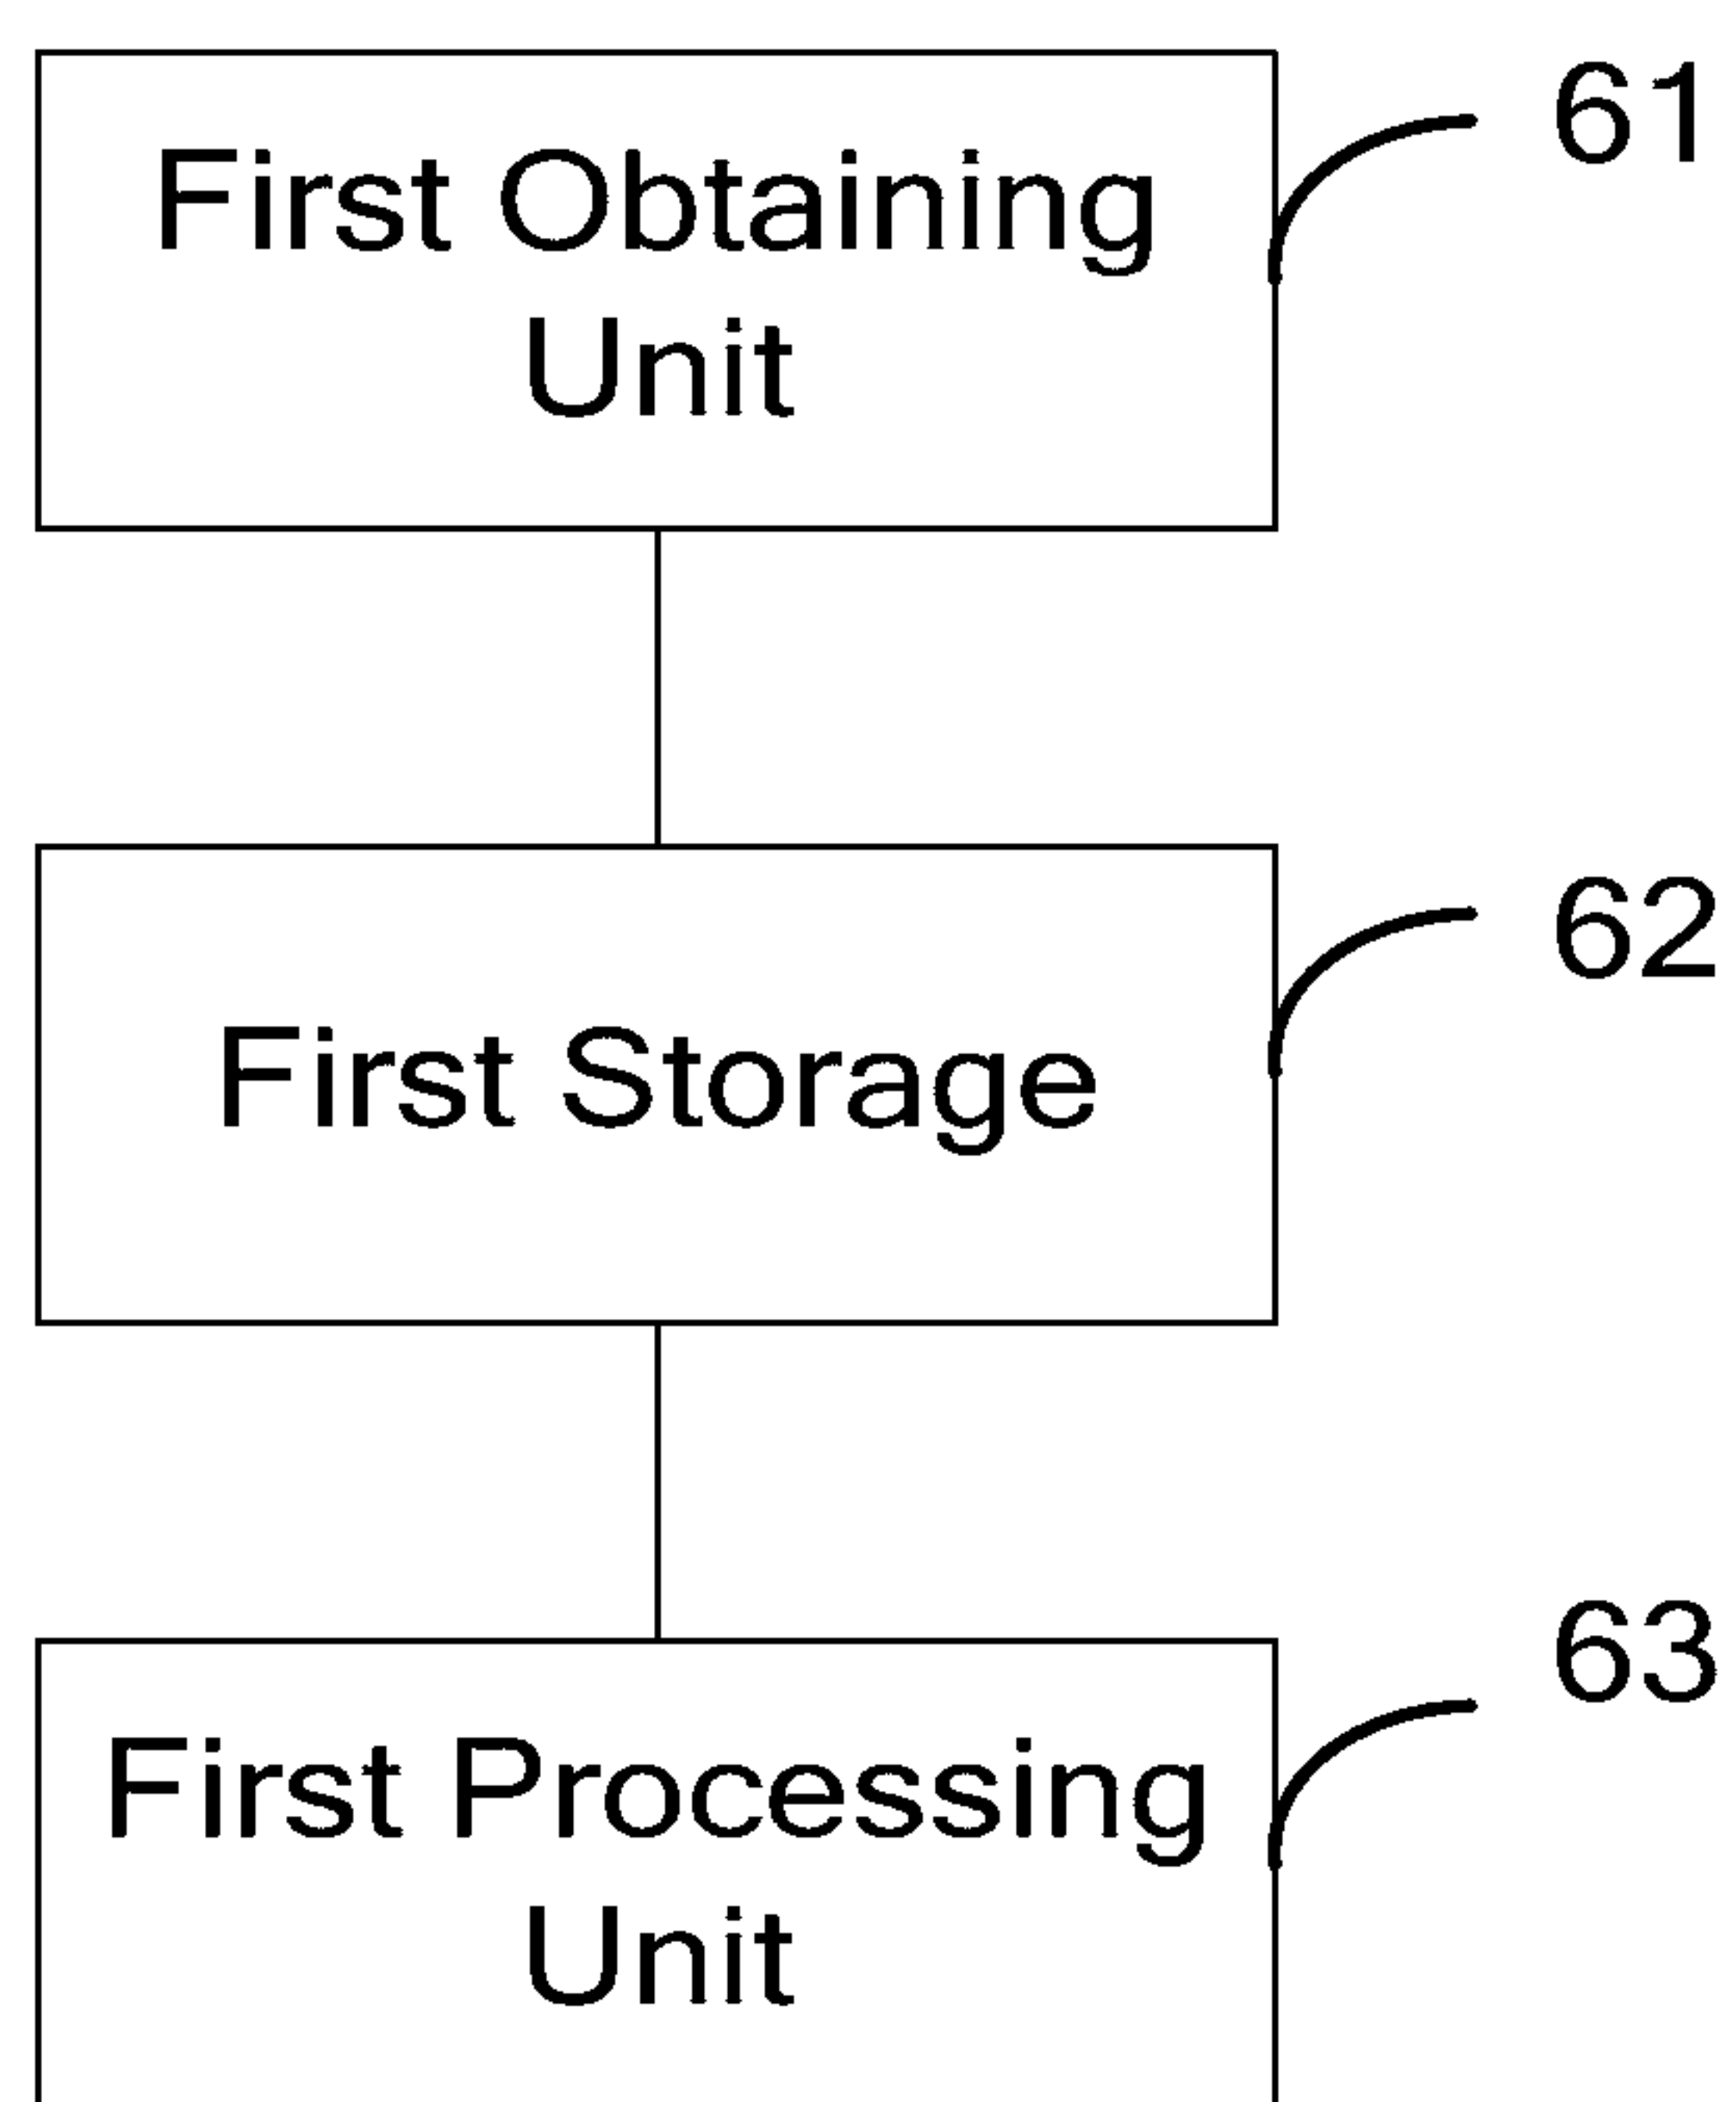 First Obtaining
Unit
61
First Storage
62
First Processing
Unit
63